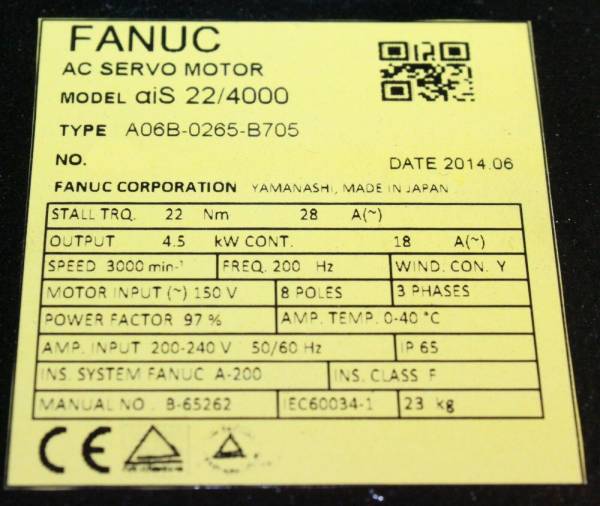 FANUC
AC SERVO MOTOR
MODEL αiS 22/4000
TYPE A06B-0265-B705
NO.
DATE 2014.06
FANUC CORPORATION YAMANASHI, MADE IN JAPAN
STALL TRQ. 22 Nm 28 A(~)
OUTPUT 4.5 kW CONT. 18 A(~)
SPEED 3000 min-¹ FREQ. 200 Hz WIND. CON. Y
MOTOR INPUT (~) 150 V 8 POLES 3 PHASES
POWER FACTOR 97 % AMP. TEMP. 0-40 °C
AMP. INPUT 200-240 V 50/60 Hz IP 65
INS. SYSTEM FANUC A-200 INS. CLASS F
MANUAL NO. B-65262 IEC60034-1 23 kg
CE